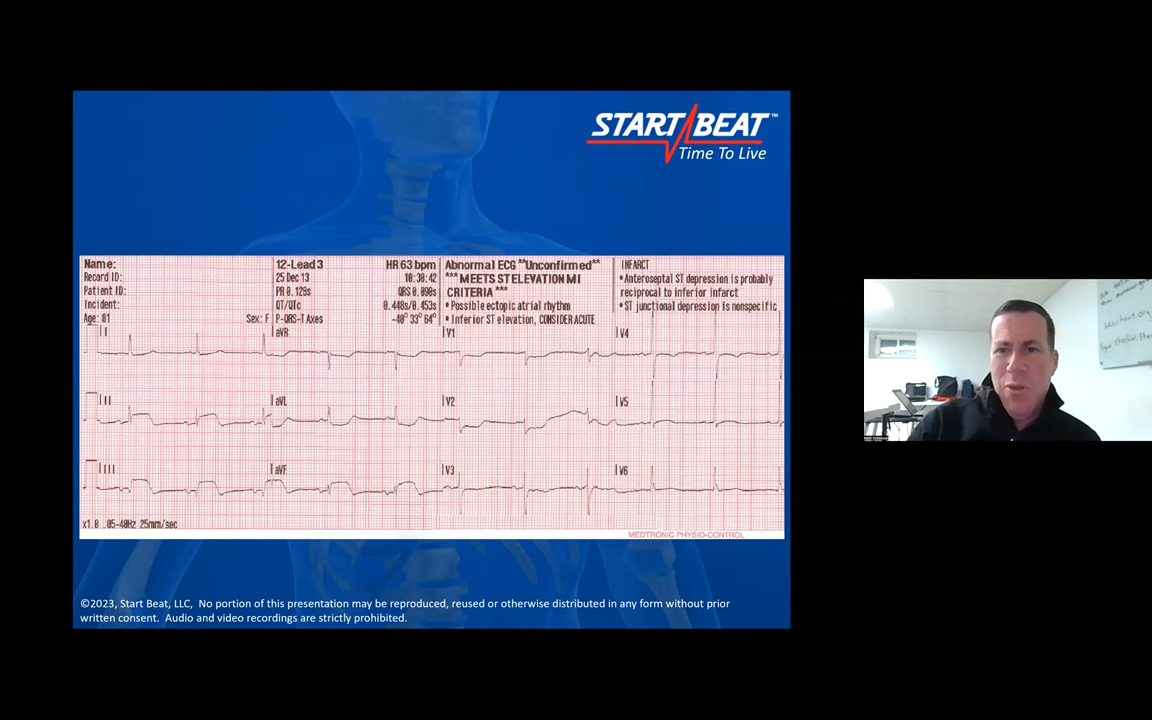 START BEAT™
Time To Live
Name:
Record ID:
Patient ID:
Incident:
Age: 81
Sex: F
12-Lead 3
25 Dec 13
PR 0.128s
QT/QTc
P-QRS-T Axes
HR 63 bpm
10:38:42
QRS 0.090s
0.448s/0.453s
-40° 33° 64°
Abnormal ECG **Unconfirmed**
*** MEETS ST ELEVATION MI
CRITERIA ***
• Possible ectopic atrial rhythm
• Inferior ST elevation, CONSIDER ACUTE
INFARCT
• Anteroseptal ST depression is probably
reciprocal to inferior infarct
• ST junctional depression is nonspecific
I
aVR
V1
V4
II
aVL
V2
V5
III
aVF
V3
V6
x1.0 .05-40Hz 25mm/sec
MEDTRONIC PHYSIO-CONTROL
©2023, Start Beat, LLC, No portion of this presentation may be reproduced, reused or otherwise distributed in any form without prior
written consent. Audio and video recordings are strictly prohibited.